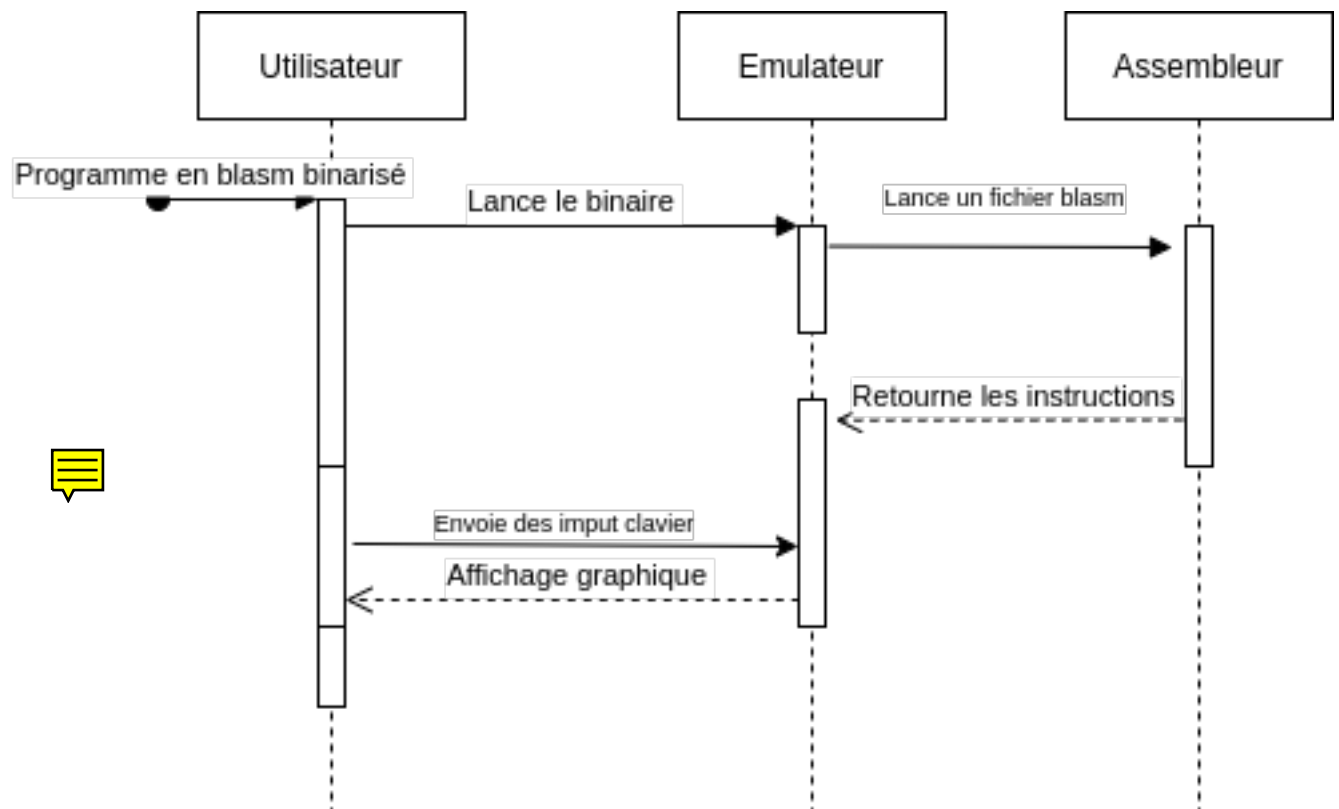 Utilisateur
Emulateur
Assembleur
Programme en blasm binarisé
Lance le binaire
Lance un fichier blasm
Retourne les instructions
Envoie des imput clavier
Affichage graphique